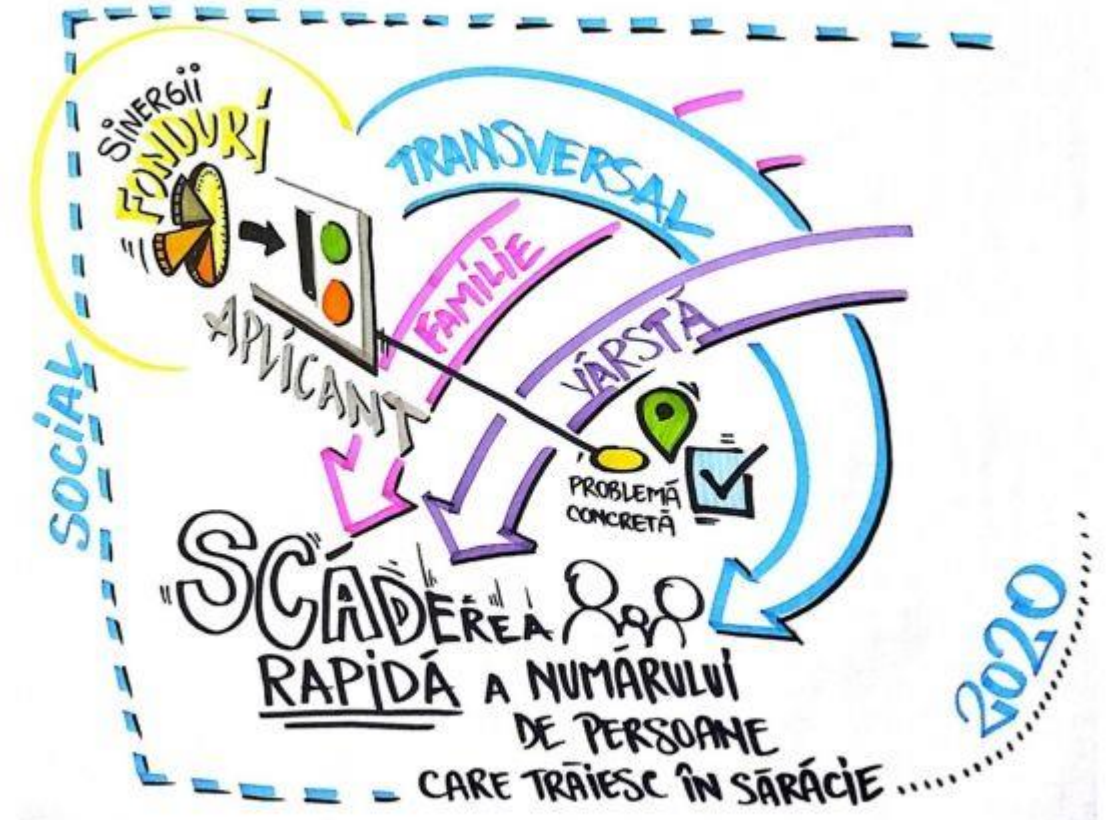 SINERGII
FONDURI
APLICANT
SOCIAL
TRANSVERSAL
FAMILIE
VÂRSTĂ
PROBLEMĂ
CONCRETĂ
SCĂDEREA
RAPIDĂ A NUMĂRULUI
DE PERSOANE
CARE TRĂIESC ÎN SĂRĂCIE
2020